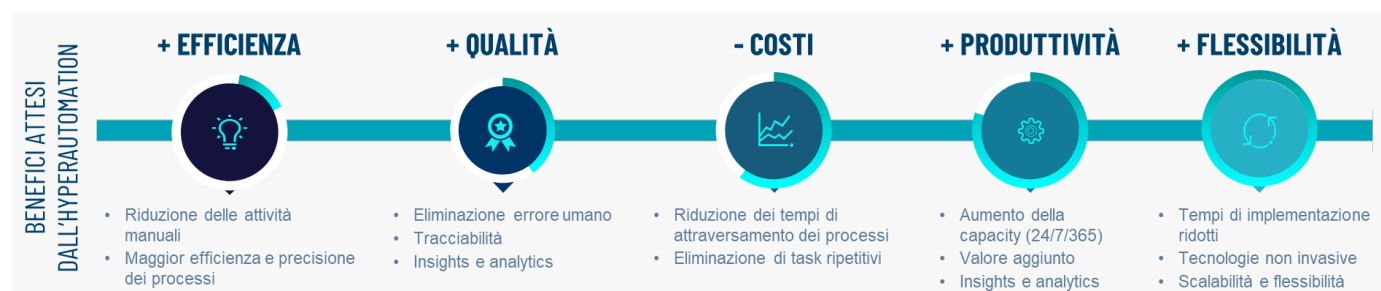 BENEFICI ATTESI
DALL'HYPERAUTOMATION
+ EFFICIENZA
• Riduzione delle attività
manuali
• Maggior efficienza e precisione
dei processi
+ QUALITÀ
• Eliminazione errore umano
• Tracciabilità
• Insights e analytics
- COSTI
• Riduzione dei tempi di
attraversamento dei processi
• Eliminazione di task ripetitivi
+ PRODUTTIVITÀ
• Aumento della
capacity (24/7/365)
• Valore aggiunto
• Insights e analytics
+ FLESSIBILITÀ
• Tempi di implementazione
ridotti
• Tecnologie non invasive
• Scalabilità e flessibilità